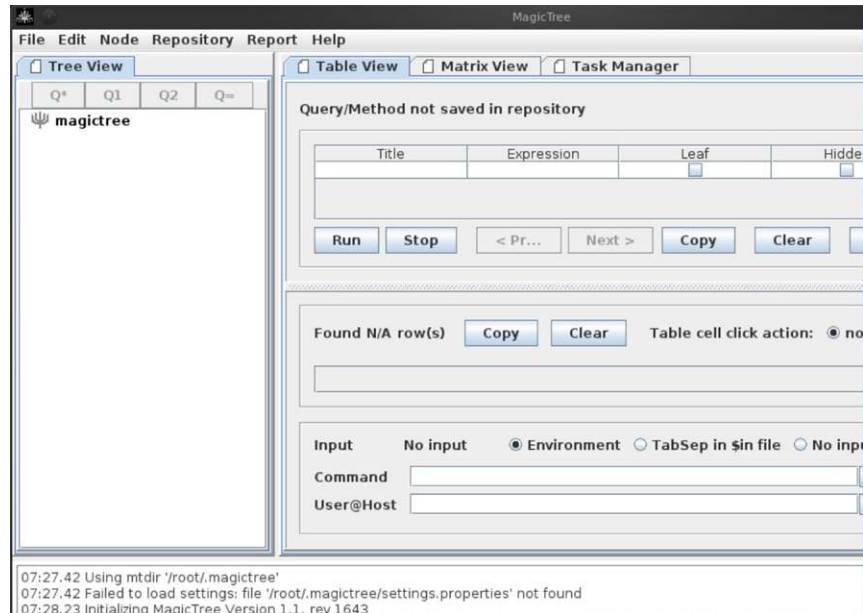 MagicTree
File Edit Node Repository Report Help
Tree View
Q* Q1 Q2 Q=
magictree
Table View Matrix View Task Manager
Query/Method not saved in repository
Title Expression Leaf Hidde
Run Stop < Pr... Next > Copy Clear
Found N/A row(s) Copy Clear Table cell click action: no
Input No input Environment TabSep in $in file No inpu
Command
User@Host
07:27.42 Using mtdir '/root/.magictree'
07:27.42 Failed to load settings: file '/root/.magictree/settings.properties' not found
07:28.23 Initializing MagicTree Version 1.1, rev 1643